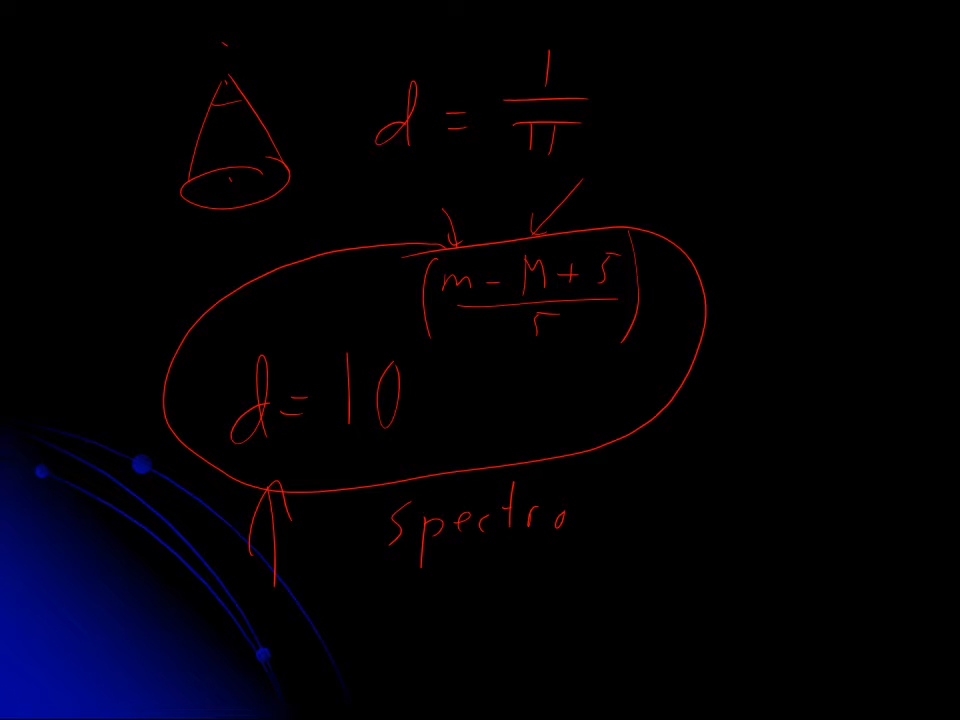 d = 1/π
d = 10^((m - M + 5)/5)
spectro